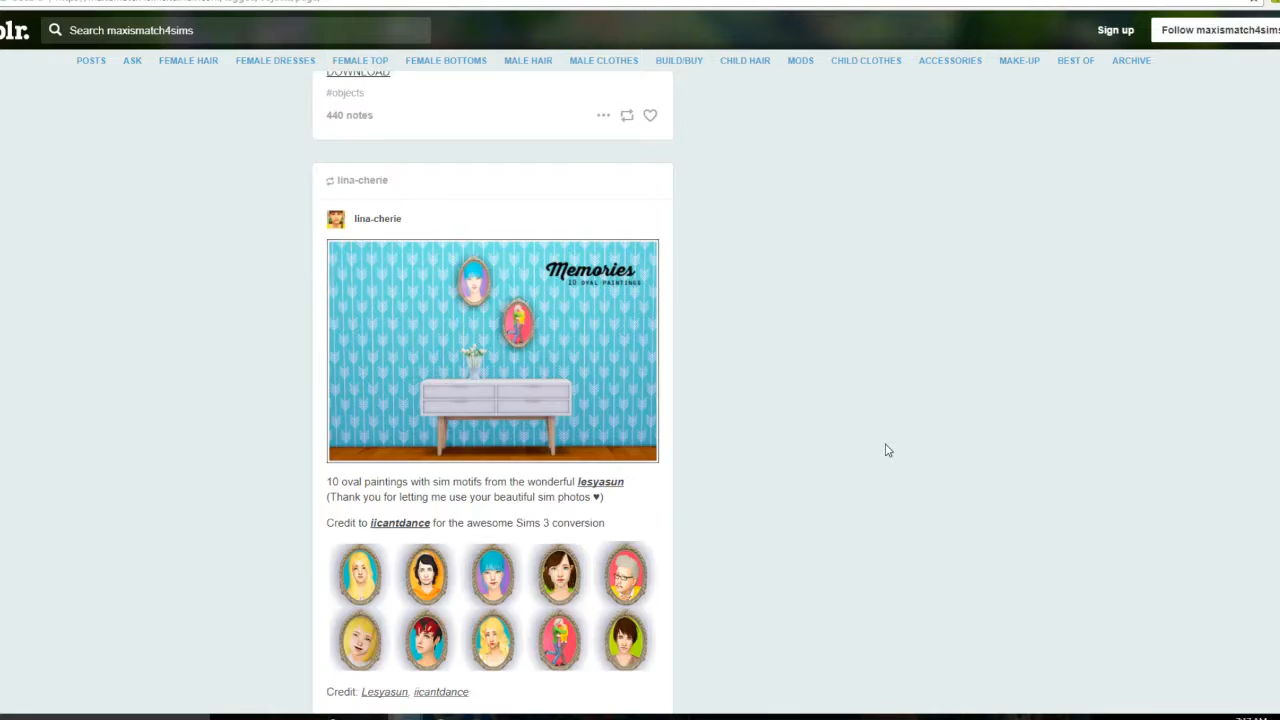 lr.
Search maxismatch4sims
Sign up
Follow maxismatch4sims
POSTS ASK FEMALE HAIR FEMALE DRESSES FEMALE TOP FEMALE BOTTOMS MALE HAIR MALE CLOTHES BUILD/BUY CHILD HAIR MODS CHILD CLOTHES ACCESSORIES MAKE-UP BEST OF ARCHIVE
DOWNLOAD
#objects
440 notes
lina-cherie
lina-cherie
Memories
10 OVAL PAINTINGS
10 oval paintings with sim motifs from the wonderful lesyasun
(Thank you for letting me use your beautiful sim photos ♥)
Credit to iicantdance for the awesome Sims 3 conversion
Credit: Lesyasun, iicantdance